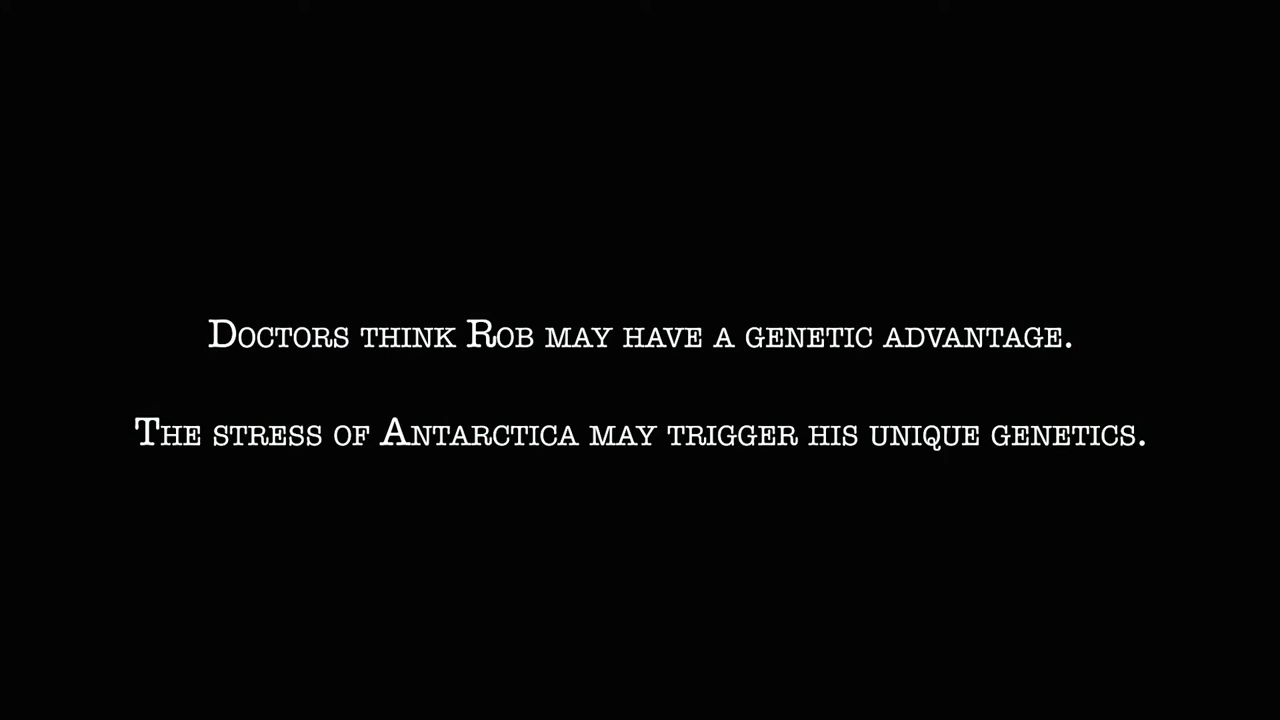 Doctors think Rob may have a genetic advantage.
The stress of Antarctica may trigger his unique genetics.